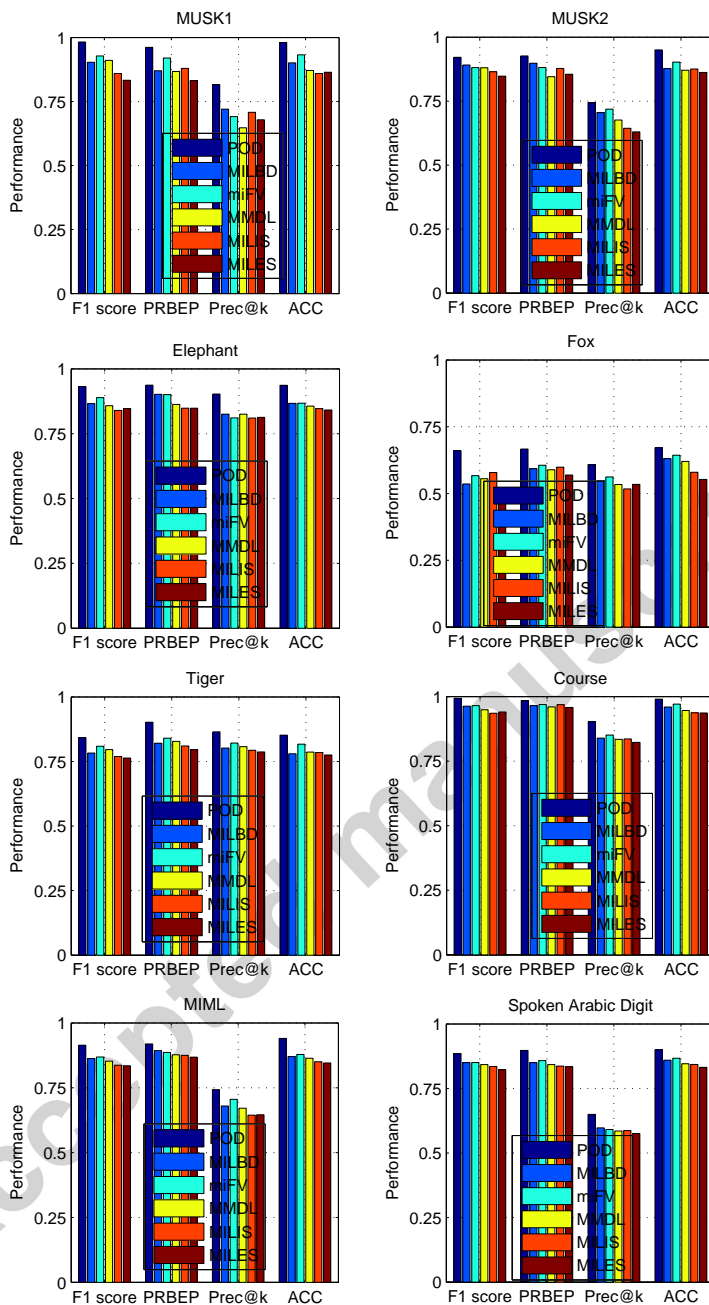 MUSK1
1
0.75
0.5
0.25
0
Performance
POD
MILBD
miFV
MMDL
MILIS
MILES
F1 score PRBEP Prec@k ACC
MUSK2
1
0.75
0.5
0.25
0
Performance
POD
MILBD
miFV
MMDL
MILIS
MILES
F1 score PRBEP Prec@k ACC
Elephant
1
0.75
0.5
0.25
0
Performance
POD
MILBD
miFV
MMDL
MILIS
MILES
F1 score PRBEP Prec@k ACC
Fox
1
0.75
0.5
0.25
0
Performance
POD
MILBD
miFV
MMDL
MILIS
MILES
F1 score PRBEP Prec@k ACC
Tiger
1
0.75
0.5
0.25
0
Performance
POD
MILBD
miFV
MMDL
MILIS
MILES
F1 score PRBEP Prec@k ACC
Course
1
0.75
0.5
0.25
0
Performance
POD
MILBD
miFV
MMDL
MILIS
MILES
F1 score PRBEP Prec@k ACC
MIML
1
0.75
0.5
0.25
0
Performance
POD
MILBD
miFV
MMDL
MILIS
MILES
F1 score PRBEP Prec@k ACC
Spoken Arabic Digit
1
0.75
0.5
0.25
0
Performance
POD
MILBD
miFV
MMDL
MILIS
MILES
F1 score PRBEP Prec@k ACC